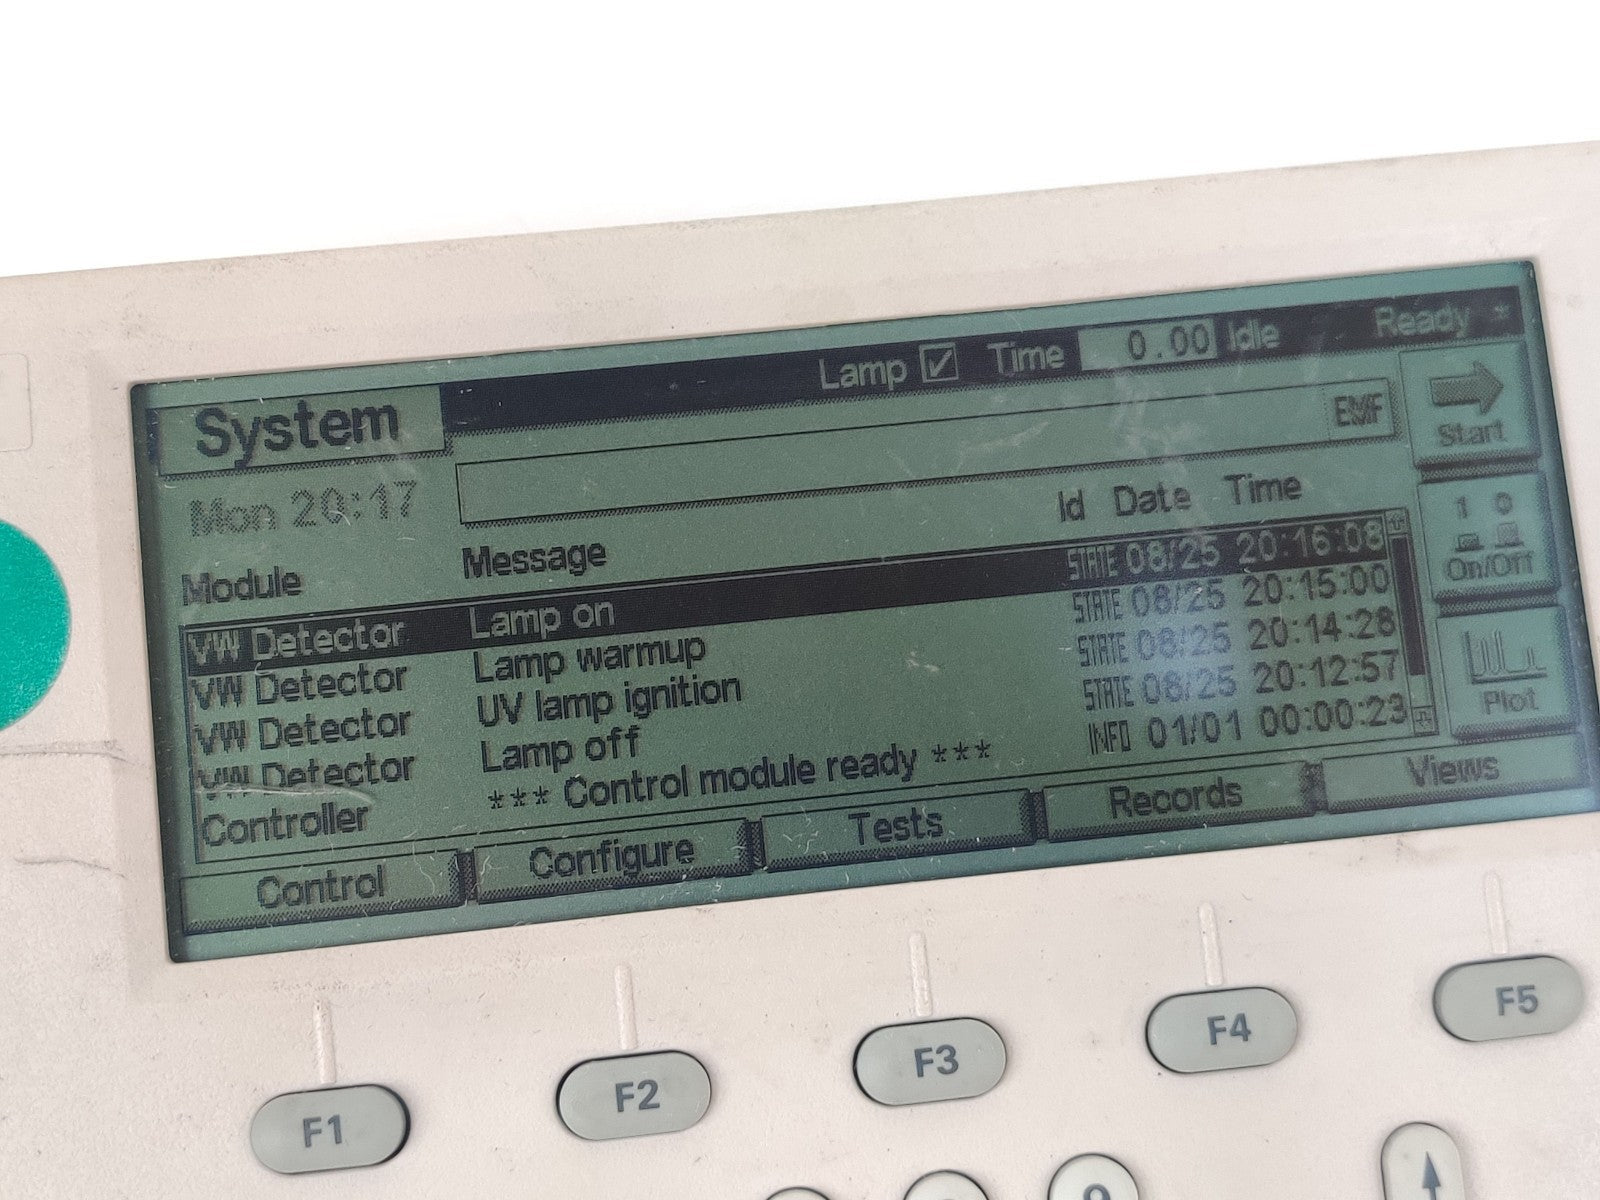 Lamp Time 0.00 Idle Ready *
System
EMF
Start
Mon 20:17
Id Date Time
Module Message
1 0
On/Off
VW Detector Lamp on STATE 08/25 20:16:08
VW Detector Lamp warmup STATE 08/25 20:15:00
VW Detector UV lamp ignition STATE 08/25 20:14:28
VW Detector Lamp off STATE 08/25 20:12:57
Controller *** Control module ready *** INFO 01/01 00:00:23
Plot
Control Configure Tests Records Views
F1 F2 F3 F4 F5